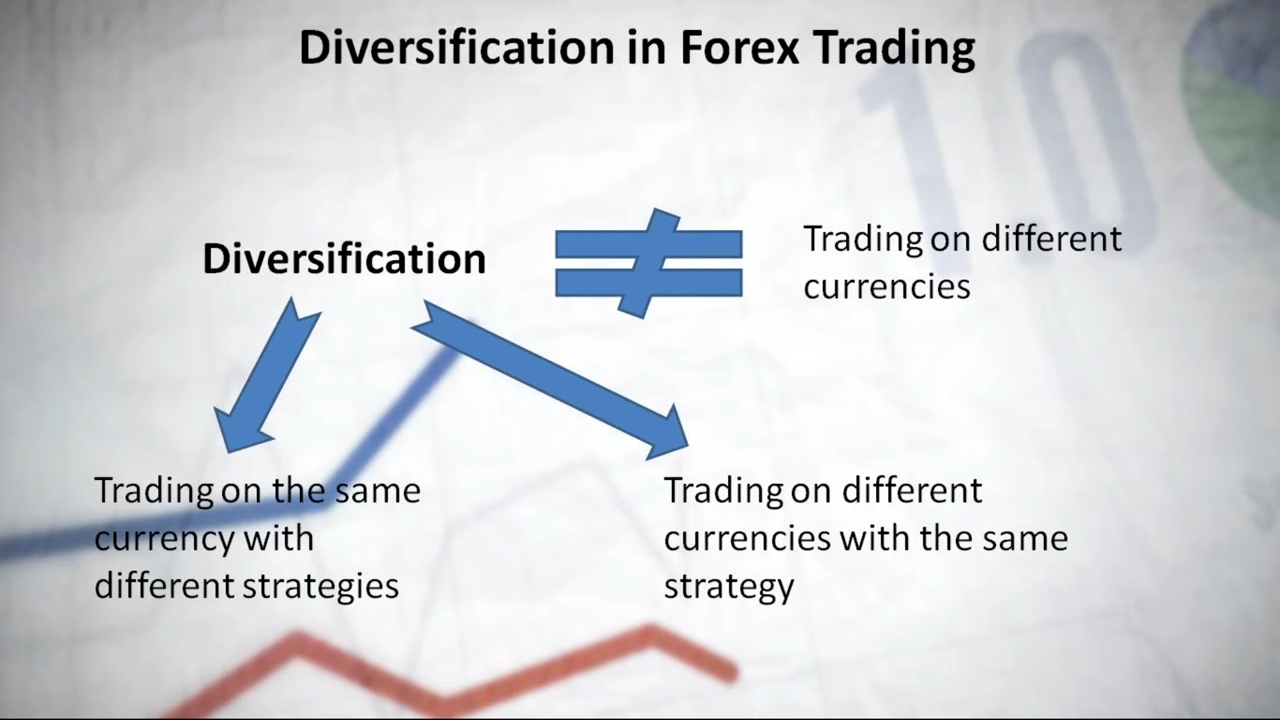 Diversification in Forex Trading
10
Diversification
Trading on different
currencies
Trading on the same
currency with
different strategies
Trading on different
currencies with the same
strategy